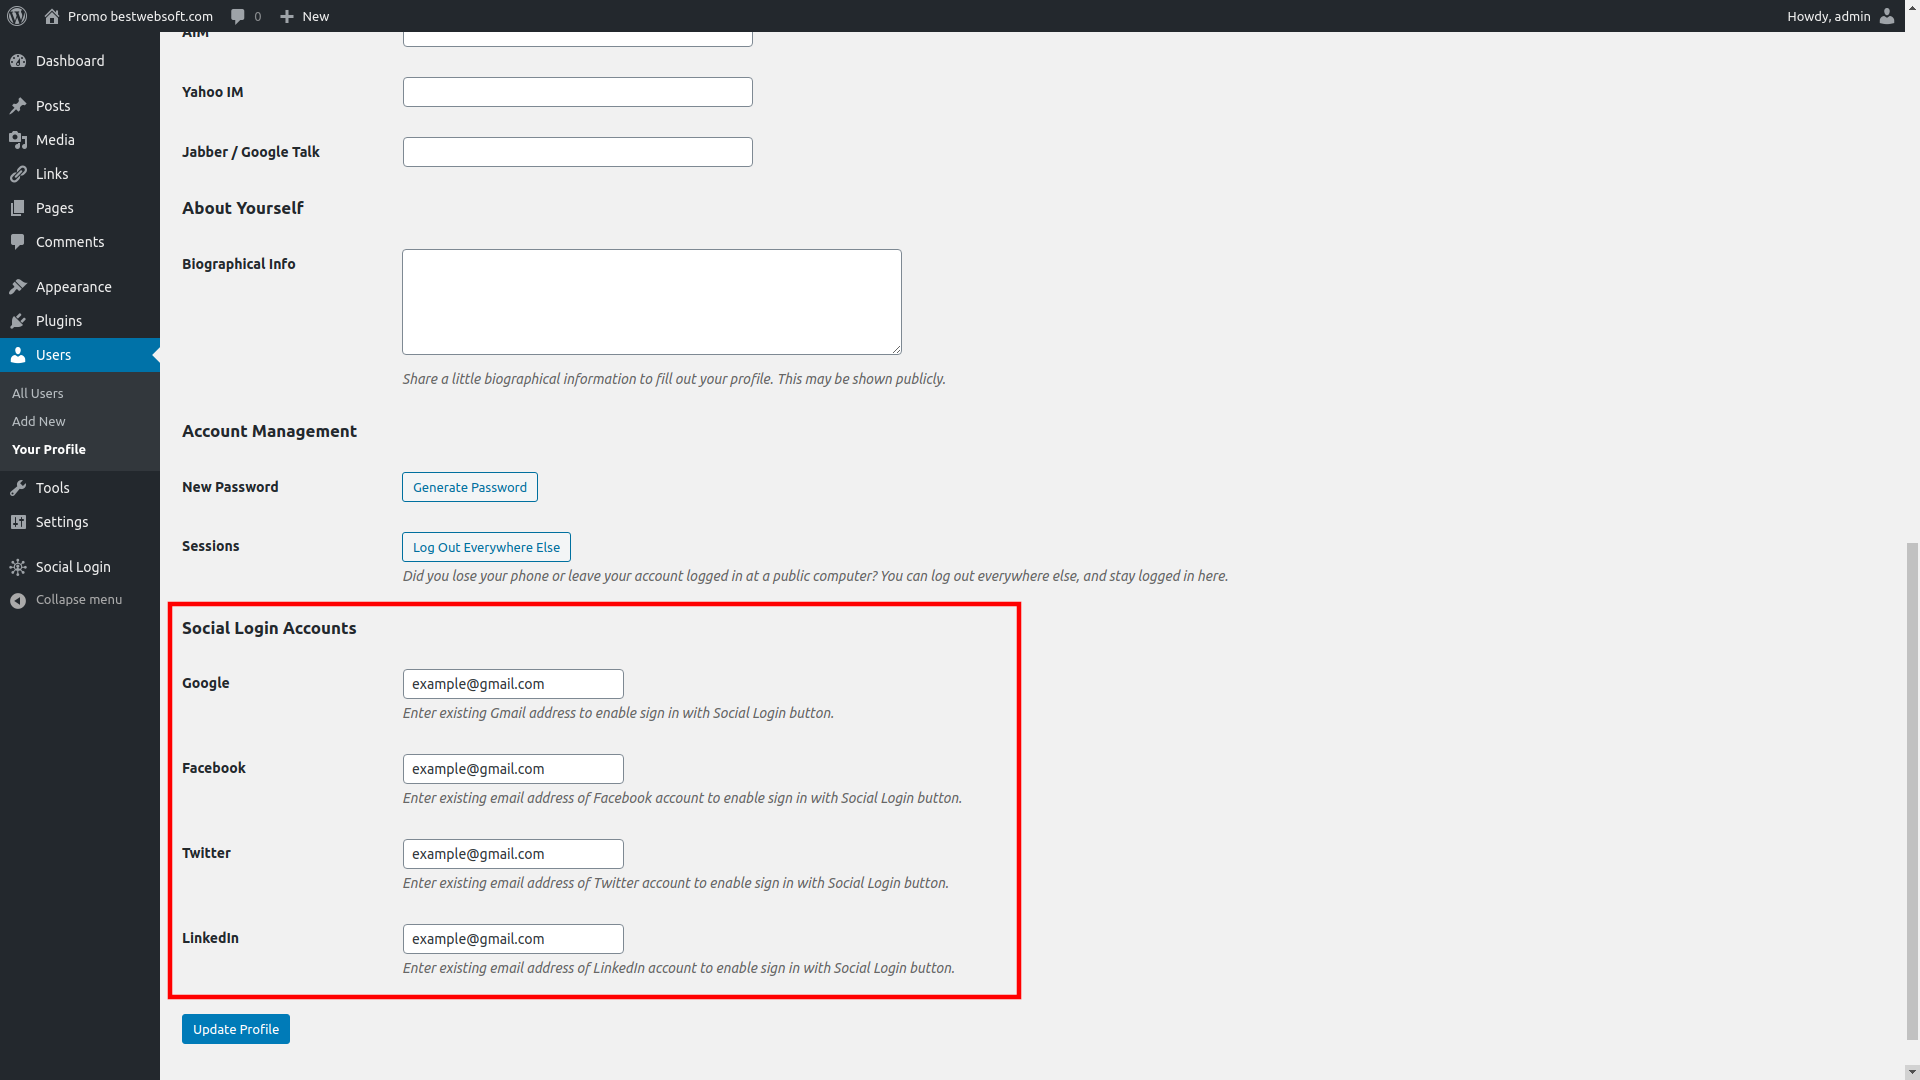 Promo bestwebsoft.com
0
New
Howdy, admin
Dashboard
Posts
Media
Links
Pages
Comments
Appearance
Plugins
Users
All Users
Add New
Your Profile
Tools
Settings
Social Login
Collapse menu
AIM
Yahoo IM
Jabber / Google Talk
About Yourself
Biographical Info
Share a little biographical information to fill out your profile. This may be shown publicly.
Account Management
New Password
Generate Password
Sessions
Log Out Everywhere Else
Did you lose your phone or leave your account logged in at a public computer? You can log out everywhere else, and stay logged in here.
Social Login Accounts
Google
example@gmail.com
Enter existing Gmail address to enable sign in with Social Login button.
Facebook
example@gmail.com
Enter existing email address of Facebook account to enable sign in with Social Login button.
Twitter
example@gmail.com
Enter existing email address of Twitter account to enable sign in with Social Login button.
LinkedIn
example@gmail.com
Enter existing email address of LinkedIn account to enable sign in with Social Login button.
Update Profile